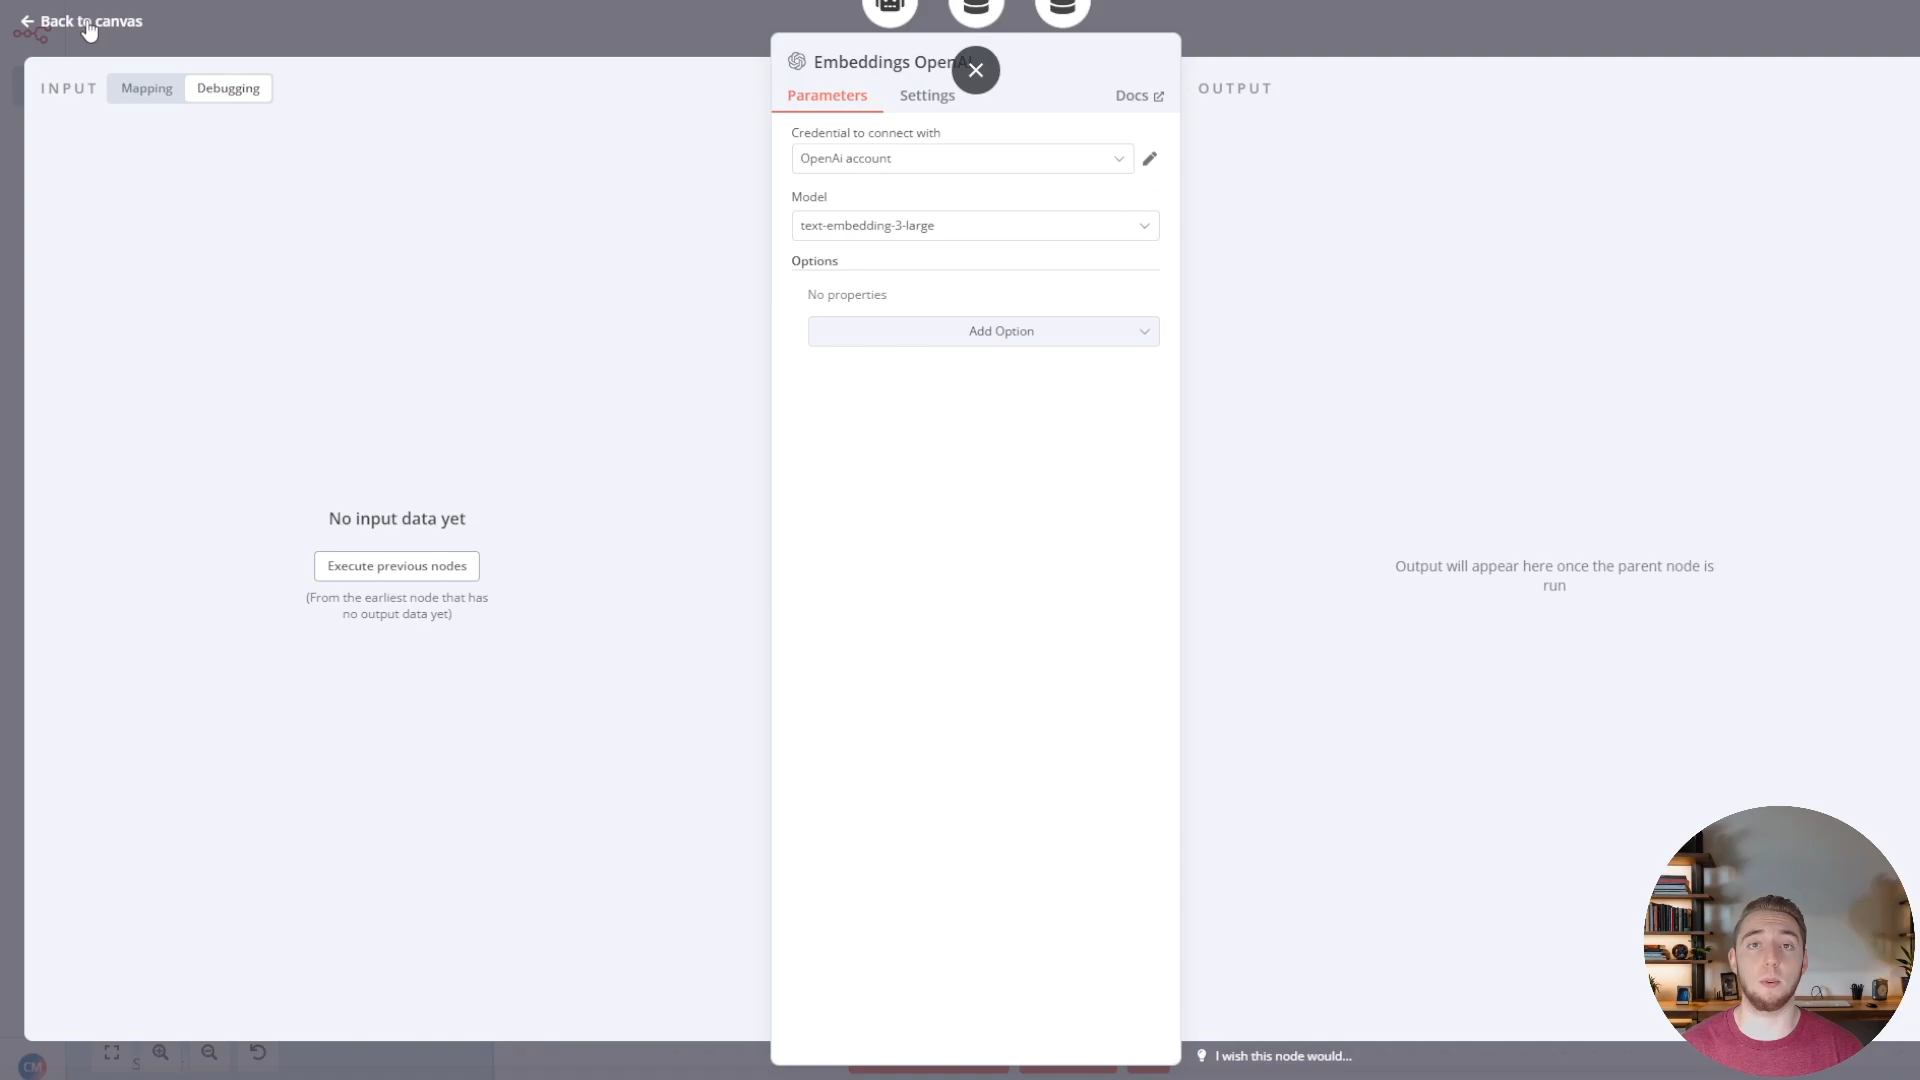 Back to canvas
INPUT
Mapping
Debugging
Embeddings OpenAI
Parameters
Settings
Docs
OUTPUT
Credential to connect with
OpenAi account
Model
text-embedding-3-large
Options
No properties
Add Option
No input data yet
Execute previous nodes
(From the earliest node that has
no output data yet)
Output will appear here once the parent node is
run
I wish this node would...
CM
S